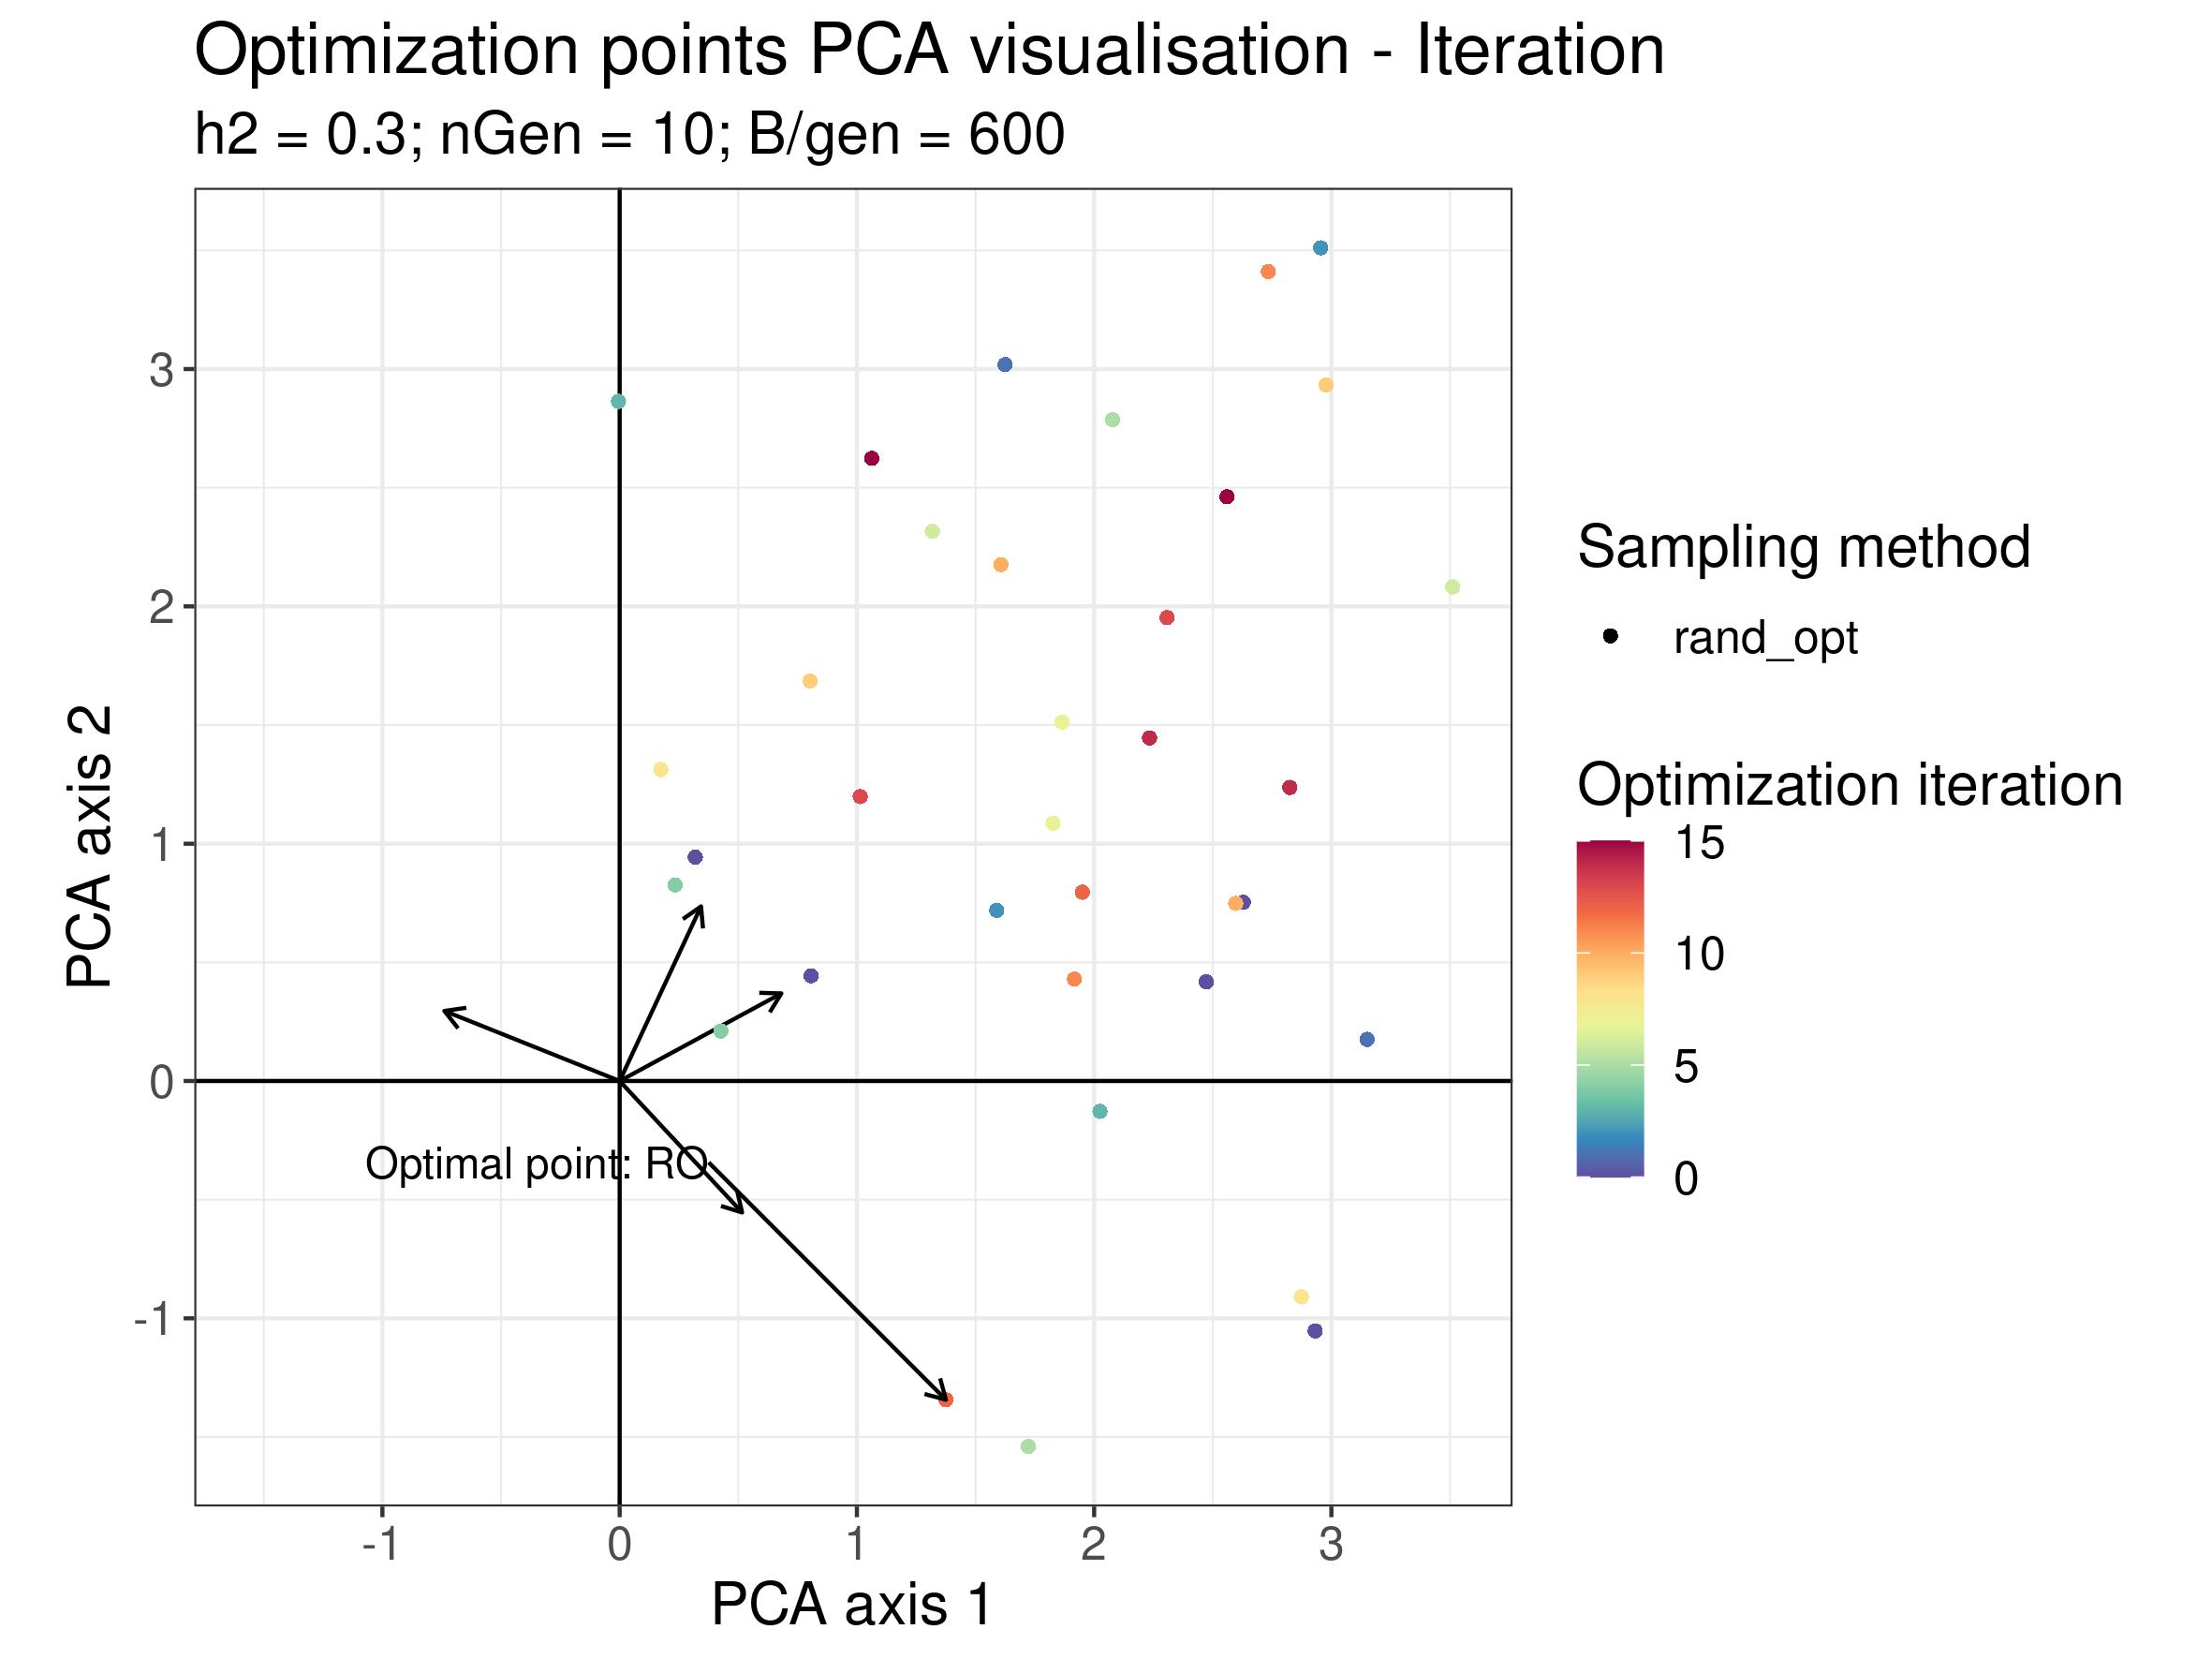 Optimization points PCA visualisation - Iteration
h2 = 0.3; nGen = 10; B/gen = 600
PCA axis 2
3
2
1
0
-1
Optimal point: RO
-1
0
1
2
3
PCA axis 1
Sampling method
rand_opt
Optimization iteration
15
10
5
0